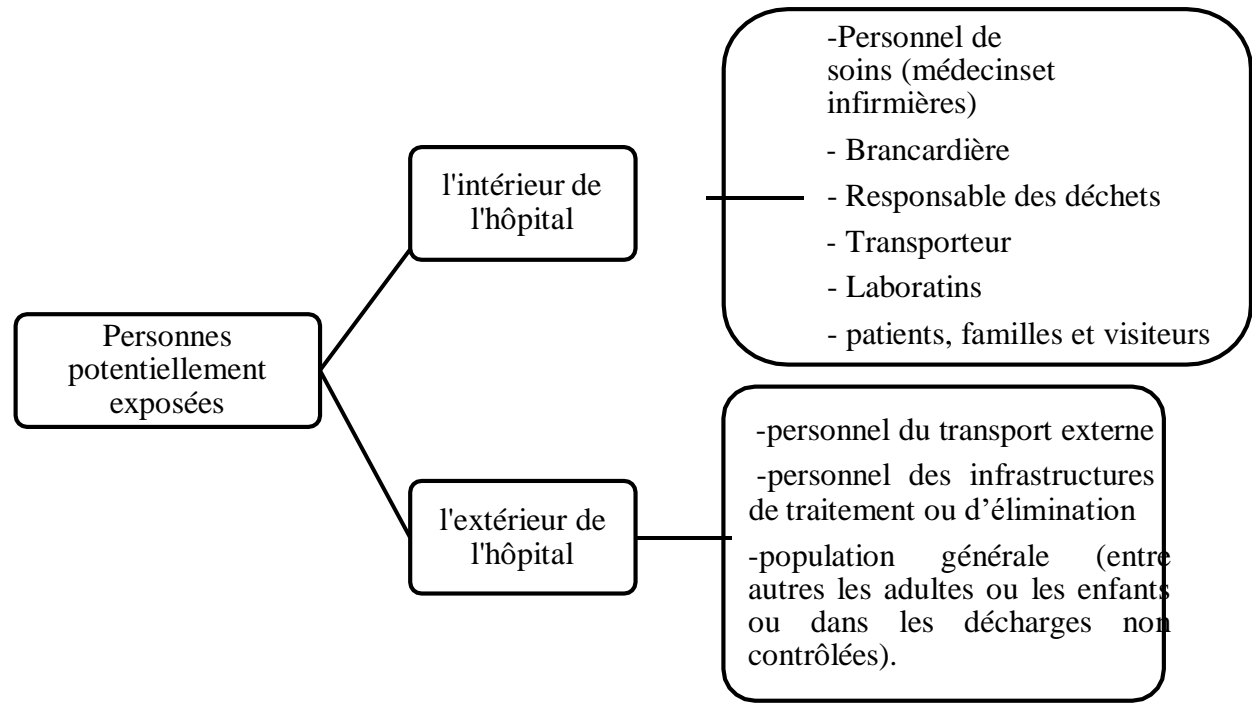 Personnes
potentiellement
exposées
l'intérieur de
l'hôpital
-Personnel de
soins (médecinset
infirmières)
- Brancardière
- Responsable des déchets
- Transporteur
- Laboratins
- patients, familles et visiteurs
l'extérieur de
l'hôpital
-personnel du transport externe
-personnel des infrastructures
de traitement ou d’élimination
-population générale (entre
autres les adultes ou les enfants
ou dans les décharges non
contrôlées).